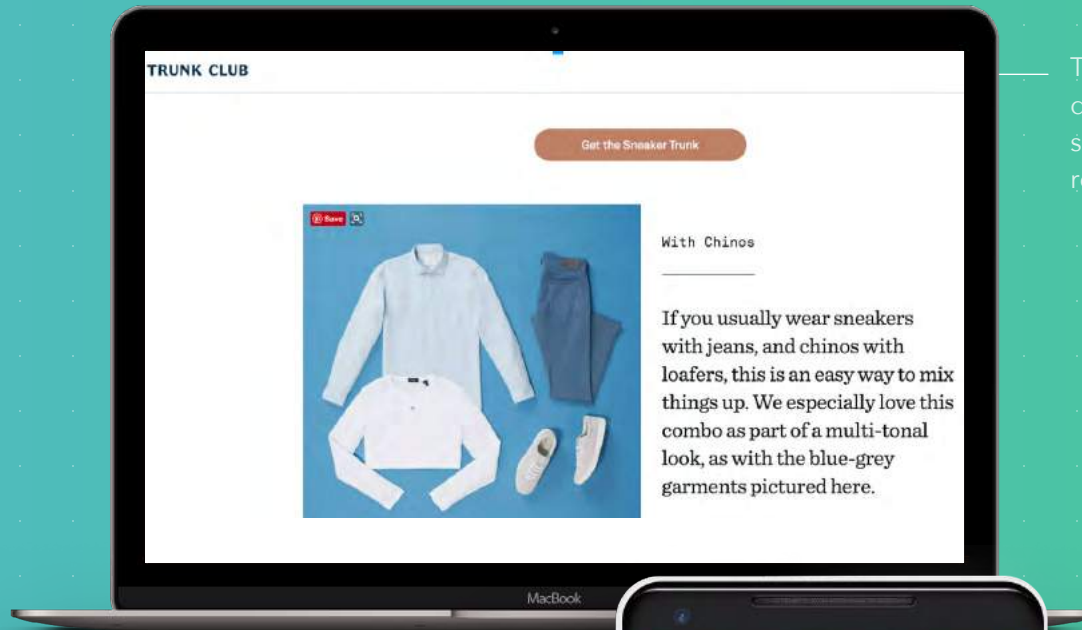 TRUNK CLUB
Get the Sneaker Trunk
Save
With Chinos
If you usually wear sneakers
with jeans, and chinos with
loafers, this is an easy way to mix
things up. We especially love this
combo as part of a multi-tonal
look, as with the blue-grey
garments pictured here.
MacBook